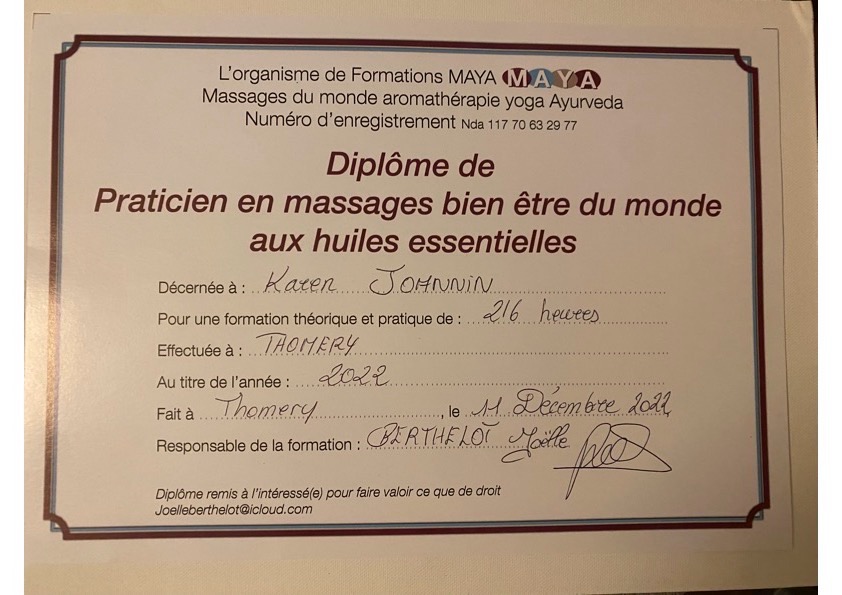 L'organisme de Formations MAYA MAYA
Massages du monde aromathérapie yoga Ayurveda
Numéro d'enregistrement Nda 117 70 63 29 77
Diplôme de
Praticien en massages bien être du monde
aux huiles essentielles
Décernée à : Karen JOHNNIN
Pour une formation théorique et pratique de : 216 heures
Effectuée à : THOMERY
Au titre de l'année : 2022
Fait à Thomery, le 11 Décembre 2022
Responsable de la formation : BERTHELOT Joëlle
Diplôme remis à l'intéressé(e) pour faire valoir ce que de droit
Joelleberthelot@icloud.com